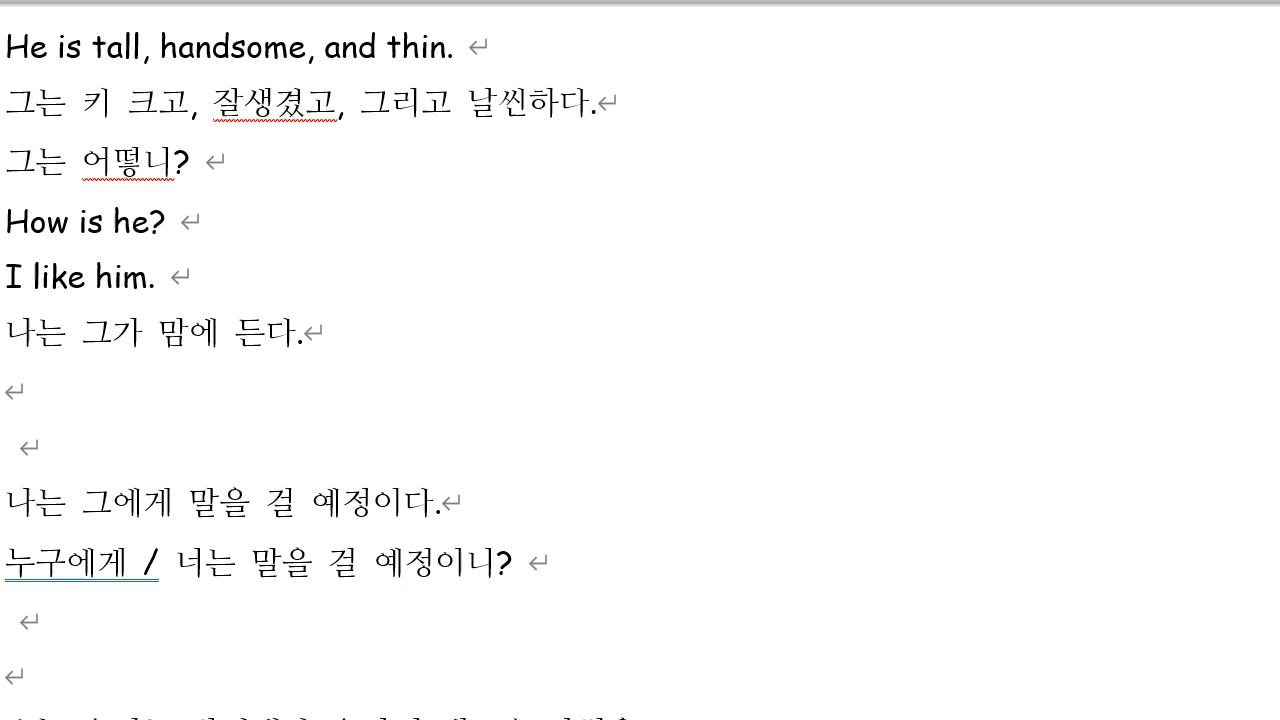 He is tall, handsome, and thin.
그는 키 크고, 잘생겼고, 그리고 날씬하다.
그는 어떻니?
How is he?
I like him.
나는 그가 맘에 든다.
나는 그에게 말을 걸 예정이다.
누구에게 / 너는 말을 걸 예정이니?